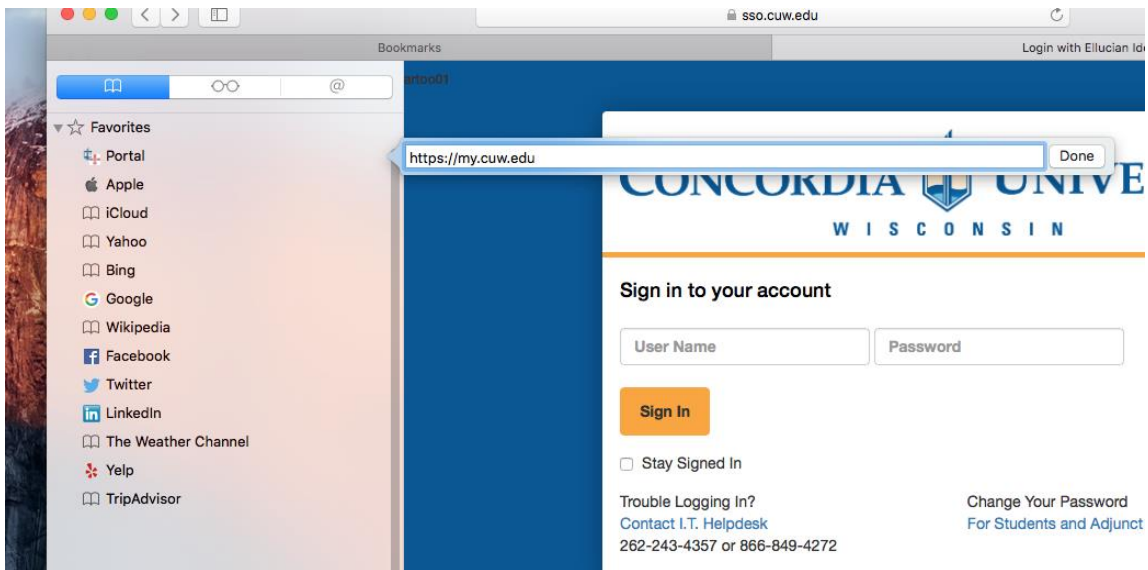 sso.cuw.edu
Bookmarks
Login with Ellucian Ide
@
artoo01
Favorites
Portal
https://my.cuw.edu
Done
Apple
iCloud
Yahoo
Bing
Google
Wikipedia
Facebook
Twitter
LinkedIn
The Weather Channel
Yelp
TripAdvisor
CONCORDIA UNIVE
WISCONSIN
Sign in to your account
User Name
Password
Sign In
Stay Signed In
Trouble Logging In?
Contact I.T. Helpdesk
262-243-4357 or 866-849-4272
Change Your Password
For Students and Adjunct